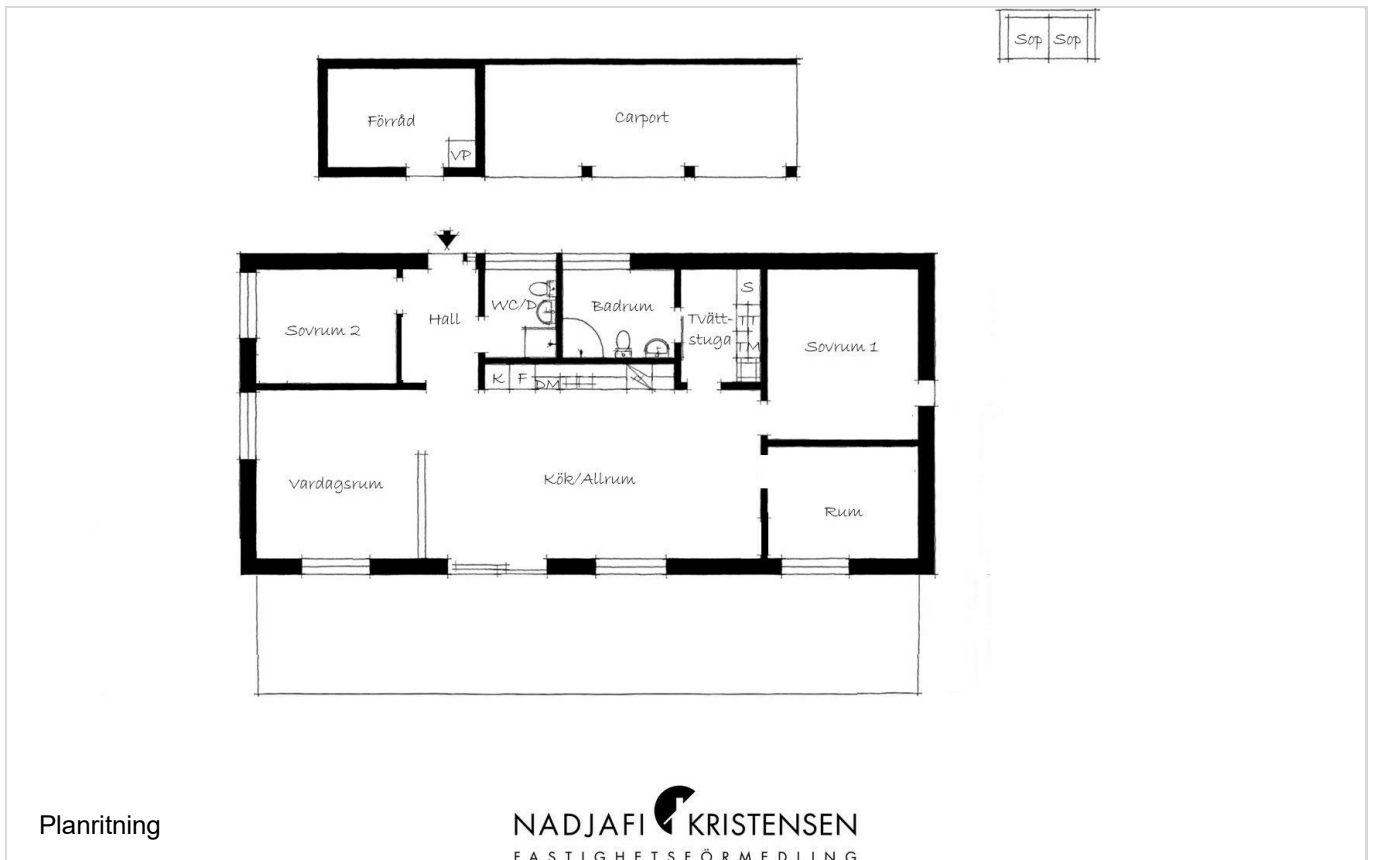 Sop Sop
Förråd
Carport
VP
S
WC/D
Badrum
Hall
Tvätt-
stuga
TT
TM
Sovrum 2
Sovrum 1
K F DM
Vardagsrum
Kök/Allrum
Rum
Planritning
NADJAFI KRISTENSEN
FASTIGHETSFÖRMEDLING